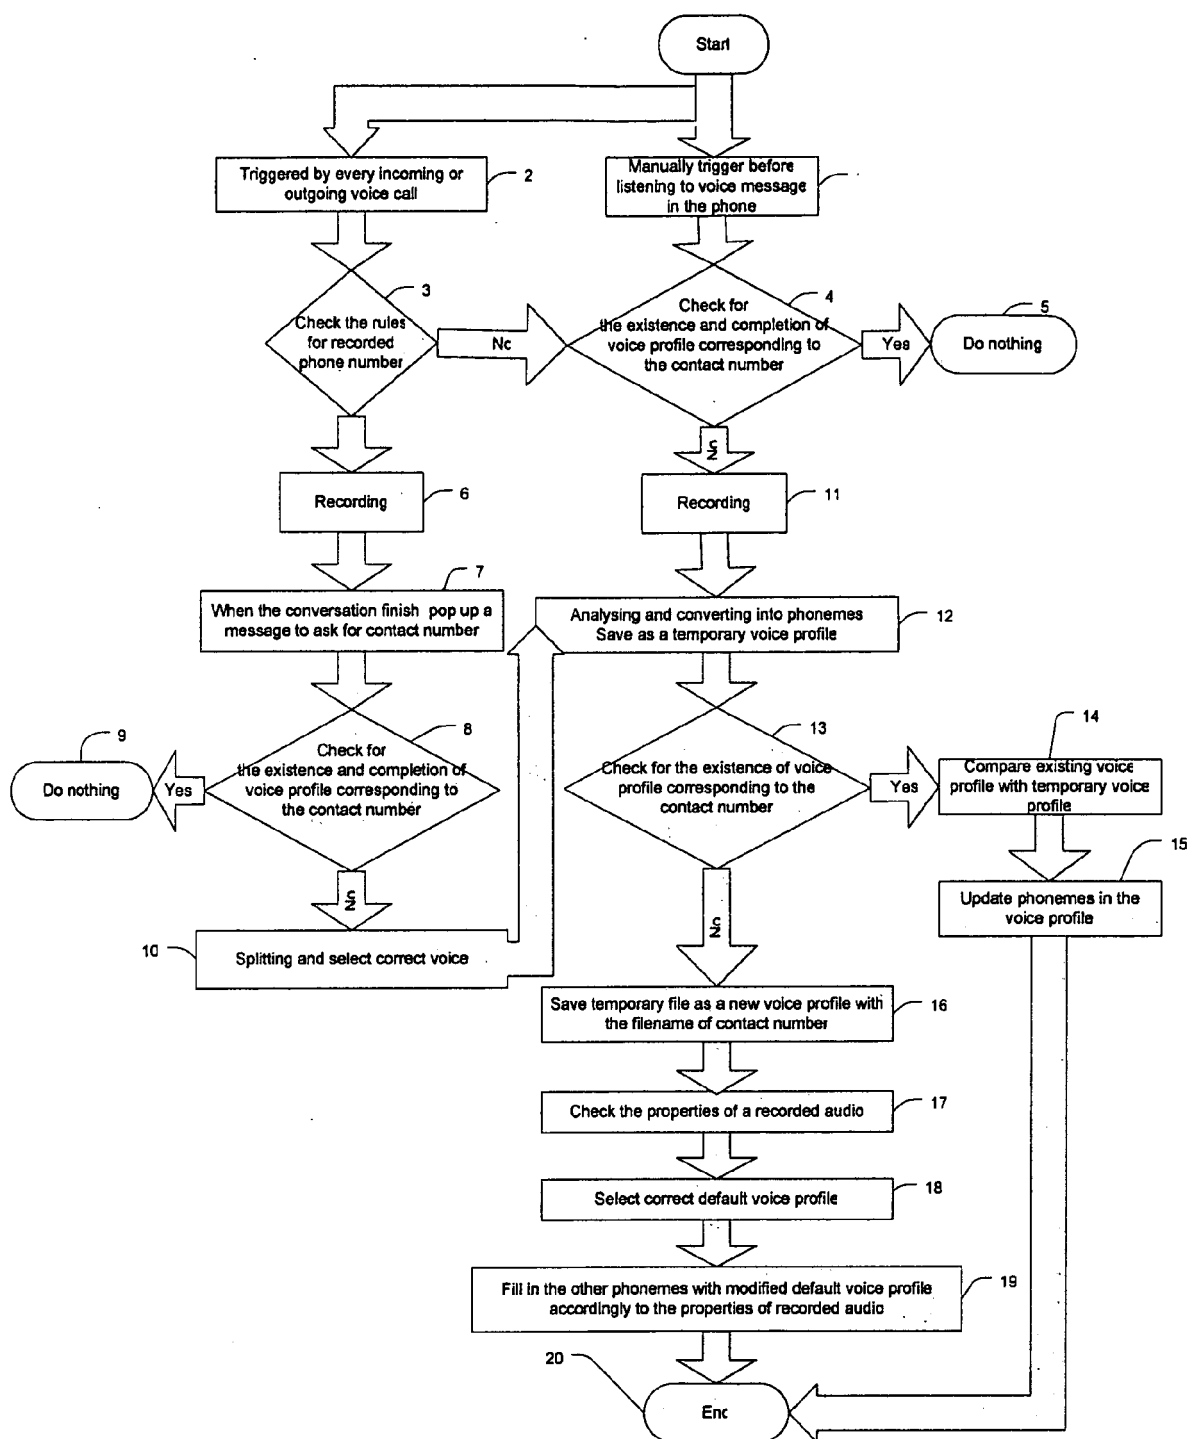 Start
Triggered by every incoming or
outgoing voice call
2
Manually trigger before
listening to voice message
in the phone
3
Check the rules
for recorded
phone number
No
4
Check for
the existence and completion of
voice profile corresponding to
the contact number
Yes
5
Do nothing
No
Recording
6
Recording
11
7
When the conversation finish pop up a
message to ask for contact number
Analysing and converting into phonemes
Save as a temporary voice profile
12
8
Check for
the existence and completion of
voice profile corresponding to
the contact number
9
Do nothing
Yes
No
13
Check for the existence of voice
profile corresponding to the
contact number
Yes
14
Compare existing voice
profile with temporary voice
profile
15
Update phonemes in the
voice profile
10
Splitting and select correct voice
No
Save temporary file as a new voice profile with
the filename of contact number
16
Check the properties of a recorded audio
17
Select correct default voice profile
18
Fill in the other phonemes with modified default voice profile
accordingly to the properties of recorded audio
19
20
End